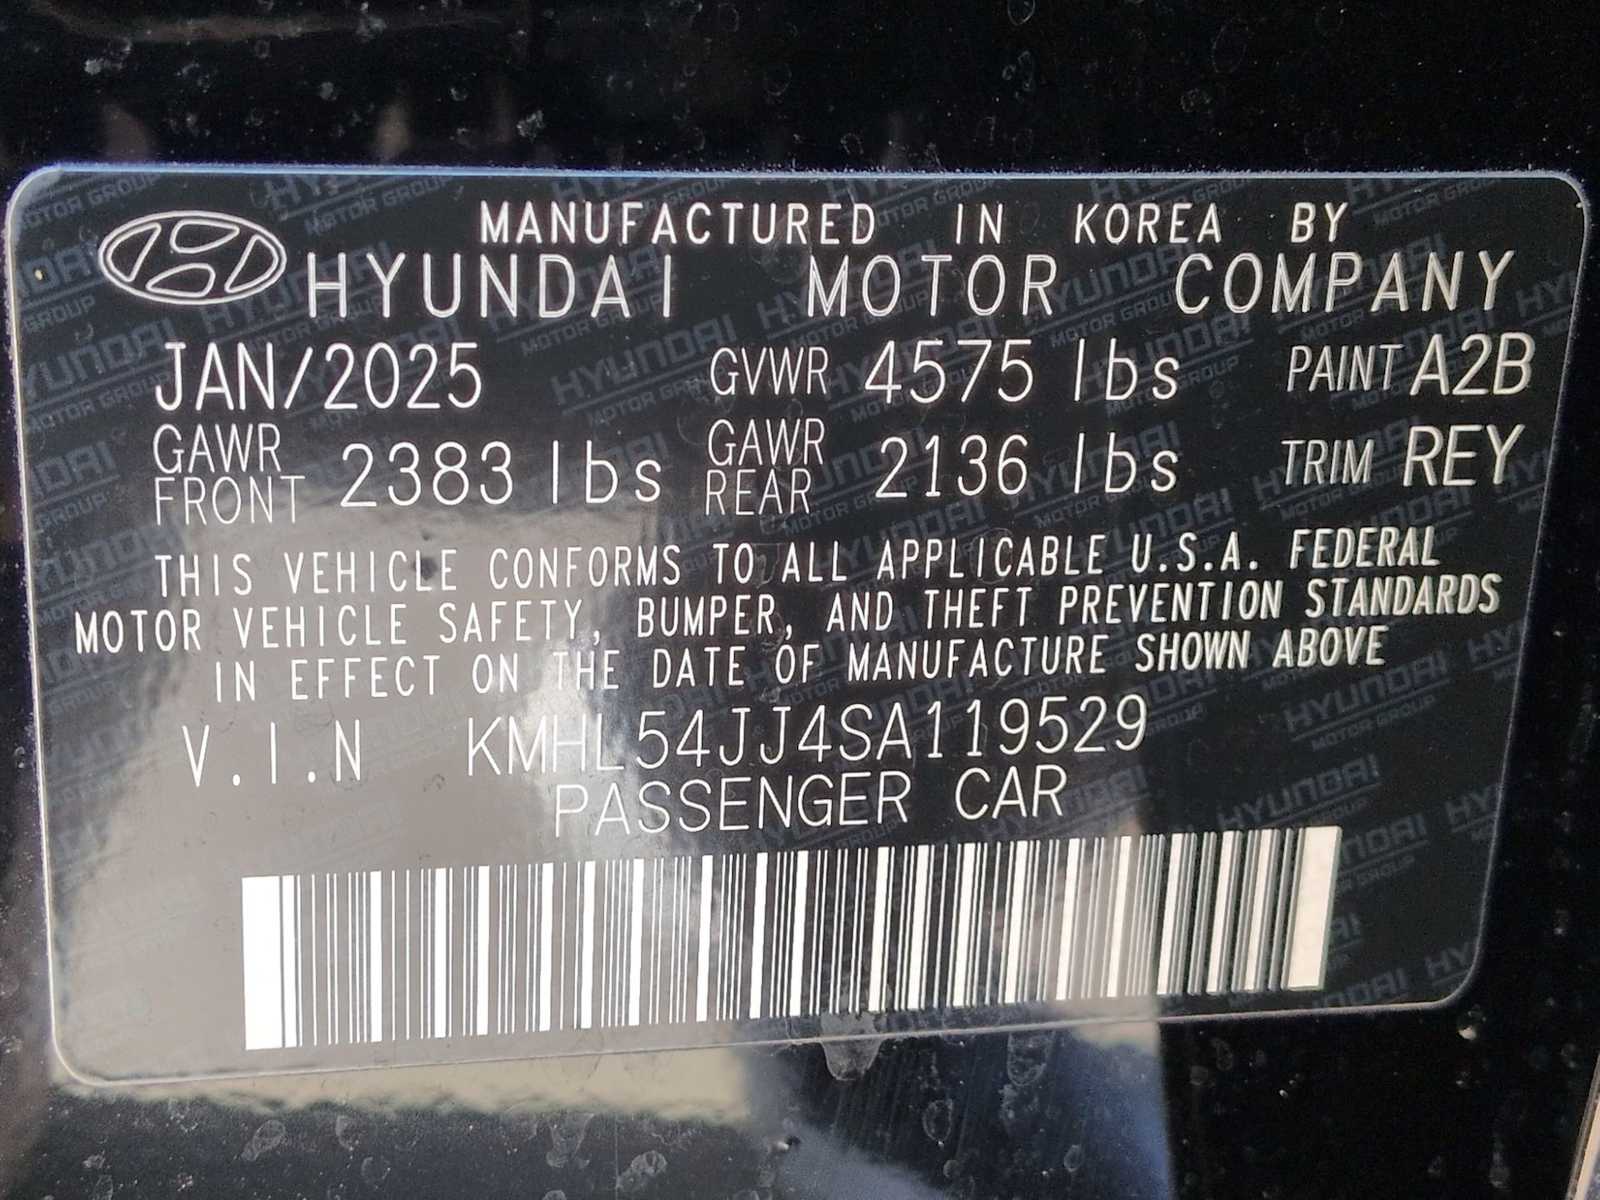 MANUFACTURED IN KOREA BY
HYUNDAI MOTOR COMPANY
JAN/2025 GVWR 4575 lbs PAINT A2B
GAWR FRONT 2383 lbs GAWR REAR 2136 lbs TRIM REY
THIS VEHICLE CONFORMS TO ALL APPLICABLE U.S.A. FEDERAL
MOTOR VEHICLE SAFETY, BUMPER, AND THEFT PREVENTION STANDARDS
IN EFFECT ON THE DATE OF MANUFACTURE SHOWN ABOVE
V.I.N KMHL54JJ4SA119529
PASSENGER CAR